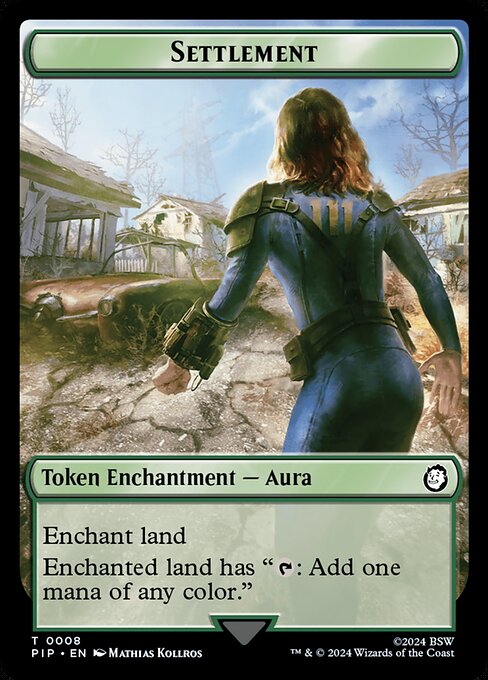 Settlement
111
Token Enchantment — Aura
Enchant land
Enchanted land has “: Add one
mana of any color.”
T 0008
PIP • EN Mathias Kollros
©2024 BSW
™ & © 2024 Wizards of the Coast